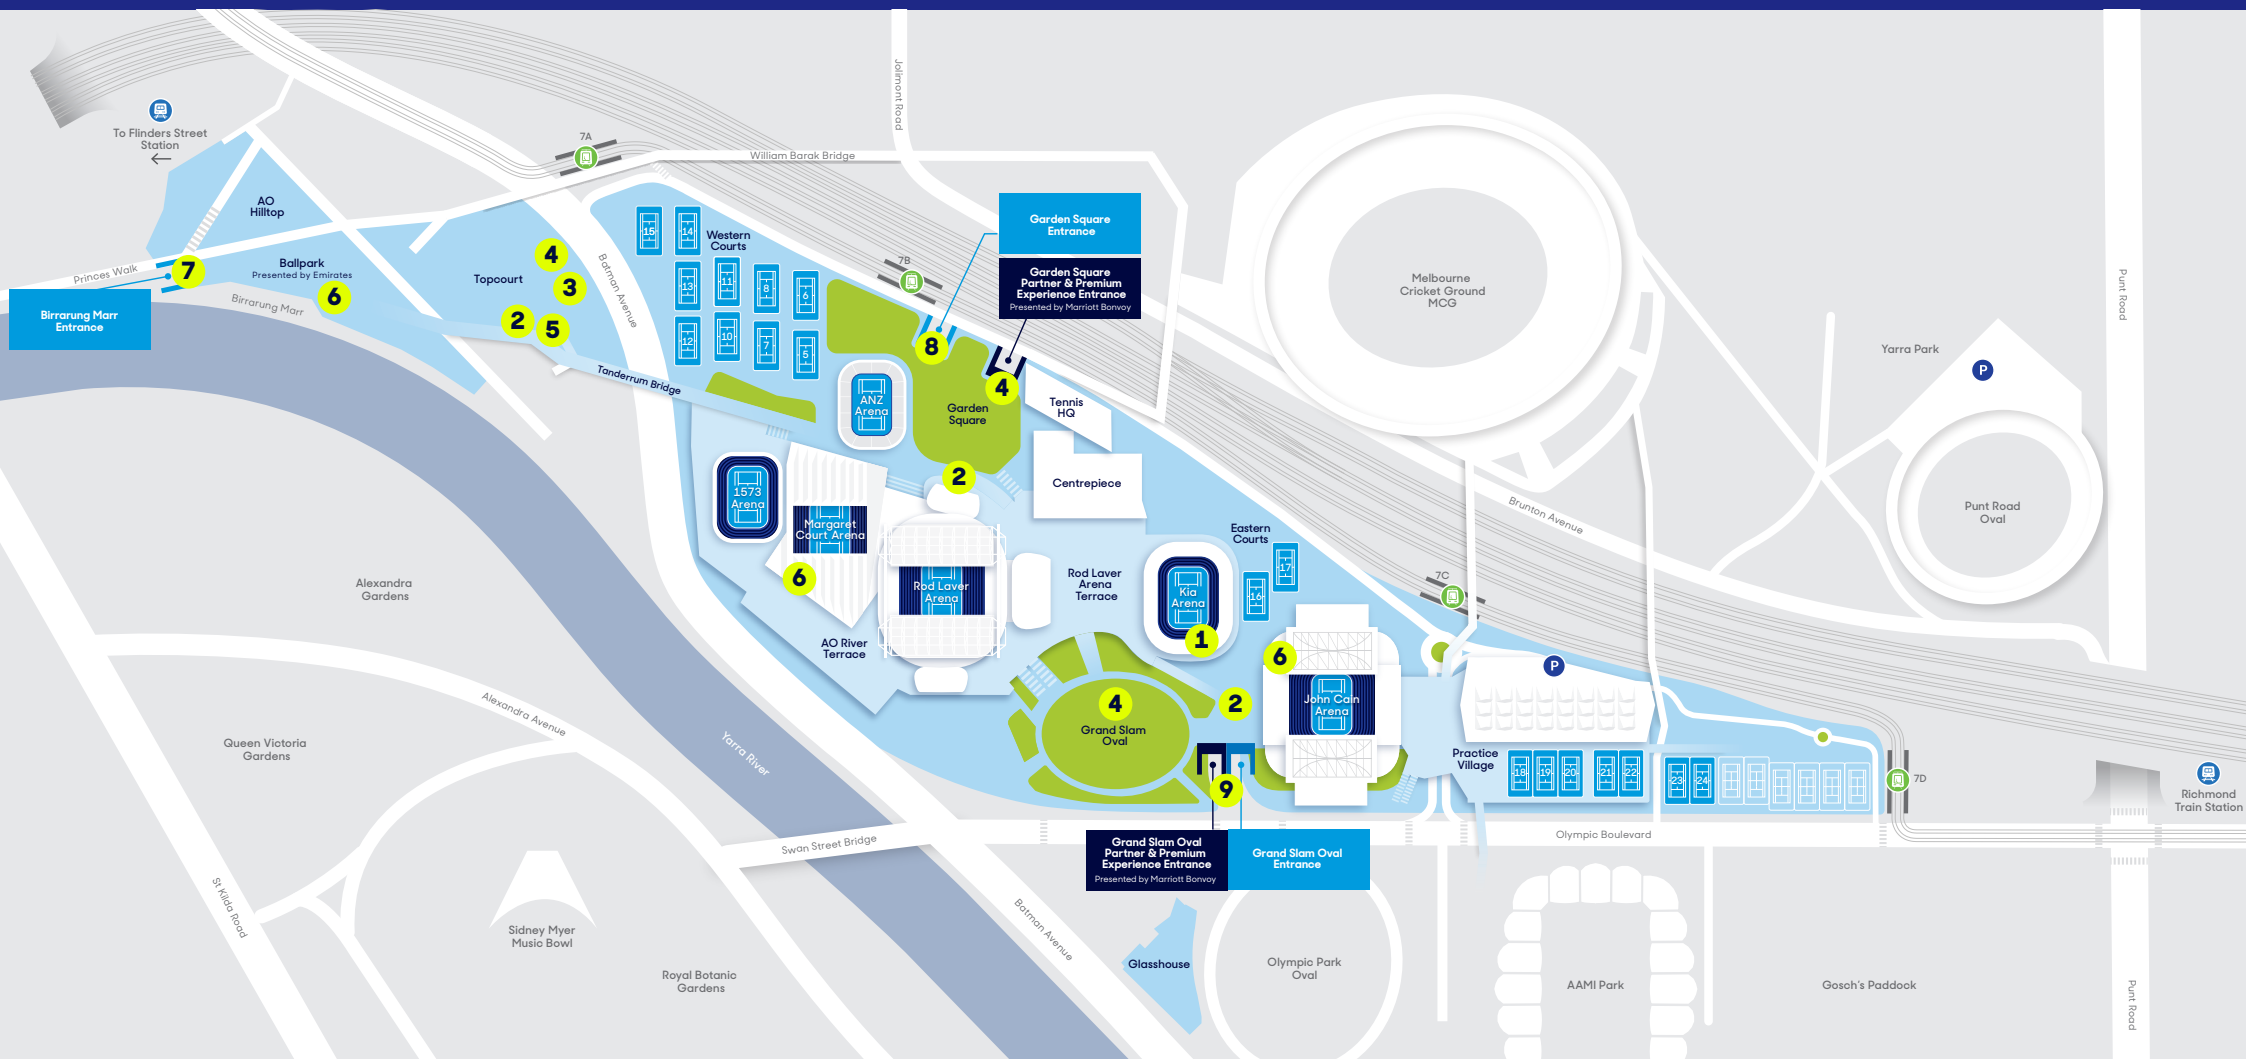 To Flinders Street
Station
7A
William Barak Bridge
Jolimont Road
AO
Hilltop
Princes Walk
Ballpark
Presented by Emirates
Birrarung Marr
Birrarung Marr
Entrance
7
6
Topcourt
4
3
2
5
Batman Avenue
Tanderrum Bridge
Western
Courts
15
14
13
11
8
6
12
10
7
5
7B
Garden Square
Entrance
Garden Square
Partner & Premium
Experience Entrance
Presented by Marriott Bonvoy
8
4
Garden
Square
2
Tennis
HQ
Centrepiece
ANZ
Arena
1573
Arena
Margaret
Court Arena
6
Rod Laver
Arena
Rod Laver
Arena
Terrace
AO River
Terrace
Eastern
Courts
17
16
Kia
Arena
1
6
John Cain
Arena
2
4
Grand Slam
Oval
9
Grand Slam Oval
Partner & Premium
Experience Entrance
Presented by Marriott Bonvoy
Grand Slam Oval
Entrance
7C
P
Practice
Village
18
19
20
21
22
23
24
7D
Richmond
Train Station
Olympic Boulevard
Melbourne
Cricket Ground
MCG
Brunton Avenue
Yarra Park
P
Punt Road
Oval
Punt Road
Punt Road
Alexandra
Gardens
Alexandra Avenue
Queen Victoria
Gardens
Yarra River
Swan Street Bridge
St Kilda Road
Sidney Myer
Music Bowl
Royal Botanic
Gardens
Batman Avenue
Glasshouse
Olympic Park
Oval
AAMI Park
Gosch's Paddock